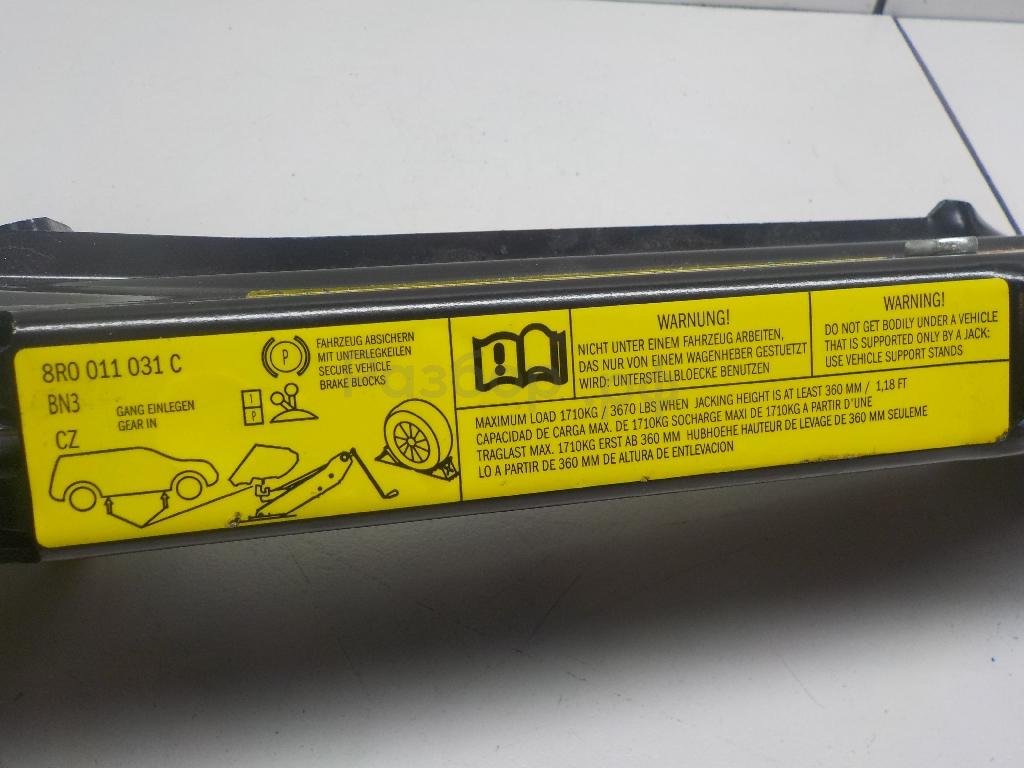 8R0 011 031 C
BN3
CZ
GANG EINLEGEN
GEAR IN
1
P
P
FAHRZEUG ABSICHERN
MIT UNTERLEGKEILEN
SECURE VEHICLE
BRAKE BLOCKS
!
WARNUNG!
NICHT UNTER EINEM FAHRZEUG ARBEITEN,
DAS NUR VON EINEM WAGENHEBER GESTUETZT
WIRD: UNTERSTELLBLOECKE BENUTZEN
WARNING!
DO NOT GET BODILY UNDER A VEHICLE
THAT IS SUPPORTED ONLY BY A JACK:
USE VEHICLE SUPPORT STANDS
MAXIMUM LOAD 1710KG / 3670 LBS WHEN JACKING HEIGHT IS AT LEAST 360 MM / 1,18 FT
CAPACIDAD DE CARGA MAX. DE 1710KG SOCHARGE MAXI DE 1710KG A PARTIR D'UNE
TRAGLAST MAX. 1710KG ERST AB 360 MM HUBHOEHE HAUTEUR DE LEVAGE DE 360 MM SEULEME
LO A PARTIR DE 360 MM DE ALTURA DE ENTLEVACION